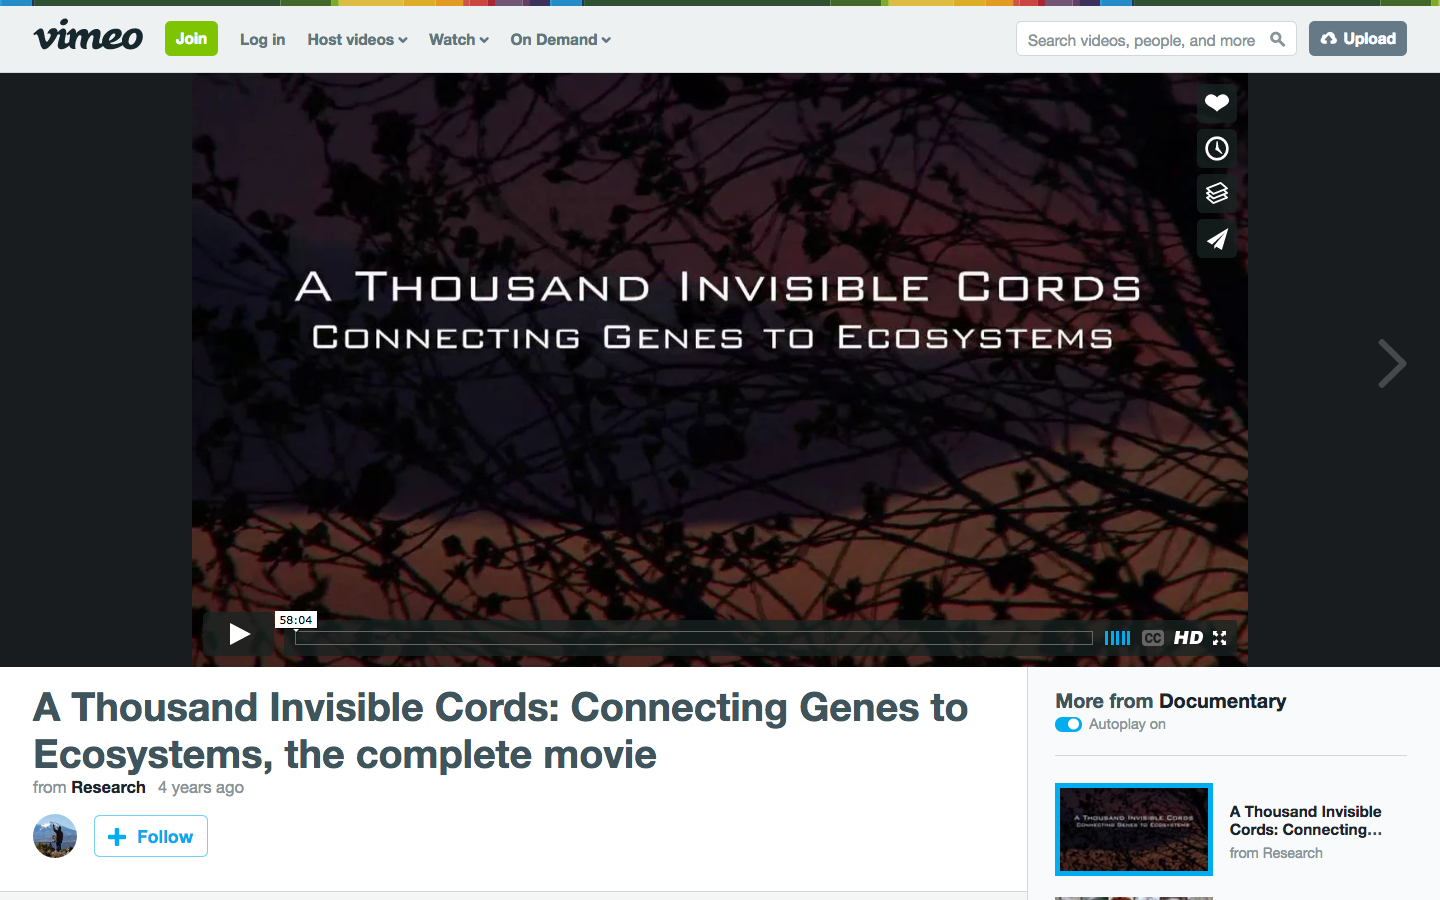 vimeo
Join
Log in
Host videos
Watch
On Demand
Search videos, people, and more
Upload
A THOUSAND INVISIBLE CORDS
CONNECTING GENES TO ECOSYSTEMS
58:04
CC
HD
A Thousand Invisible Cords: Connecting Genes to
Ecosystems, the complete movie
from Research 4 years ago
Follow
More from Documentary
Autoplay on
A THOUSAND INVISIBLE CORDS
CONNECTING GENES TO ECOSYSTEMS
A Thousand Invisible
Cords: Connecting...
from Research